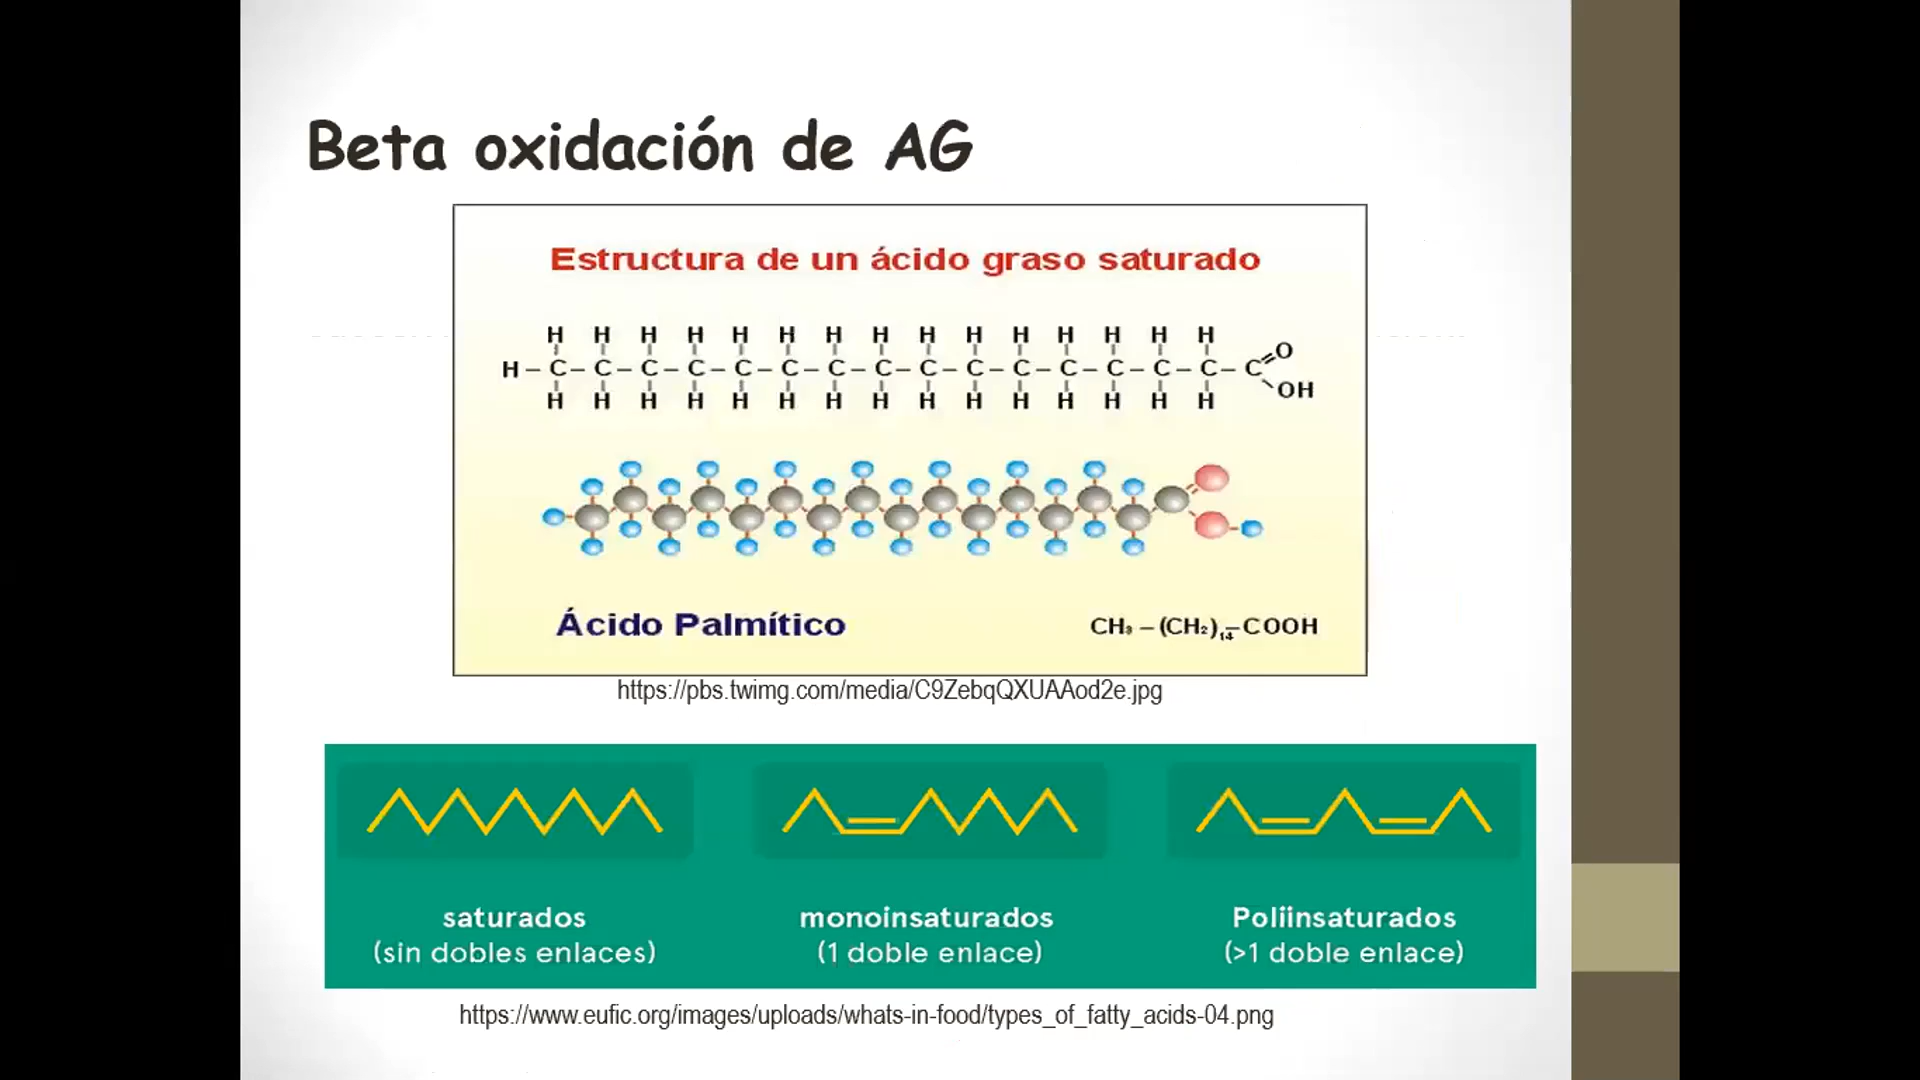 Beta oxidación de AG
Estructura de un ácido graso saturado
H H H H H H H H H H H H H H H
H – C – C – C – C – C – C – C – C – C – C – C – C – C – C – C – C
=O
OH
H H H H H H H H H H H H H H H
Ácido Palmítico
CH₃ – (CH₂)₁₄ – COOH
https://pbs.twimg.com/media/C9ZebqQXUAAod2e.jpg
saturados
(sin dobles enlaces)
monoinsaturados
(1 doble enlace)
Poliinsaturados
(>1 doble enlace)
https://www.eufic.org/images/uploads/whats-in-food/types_of_fatty_acids-04.png